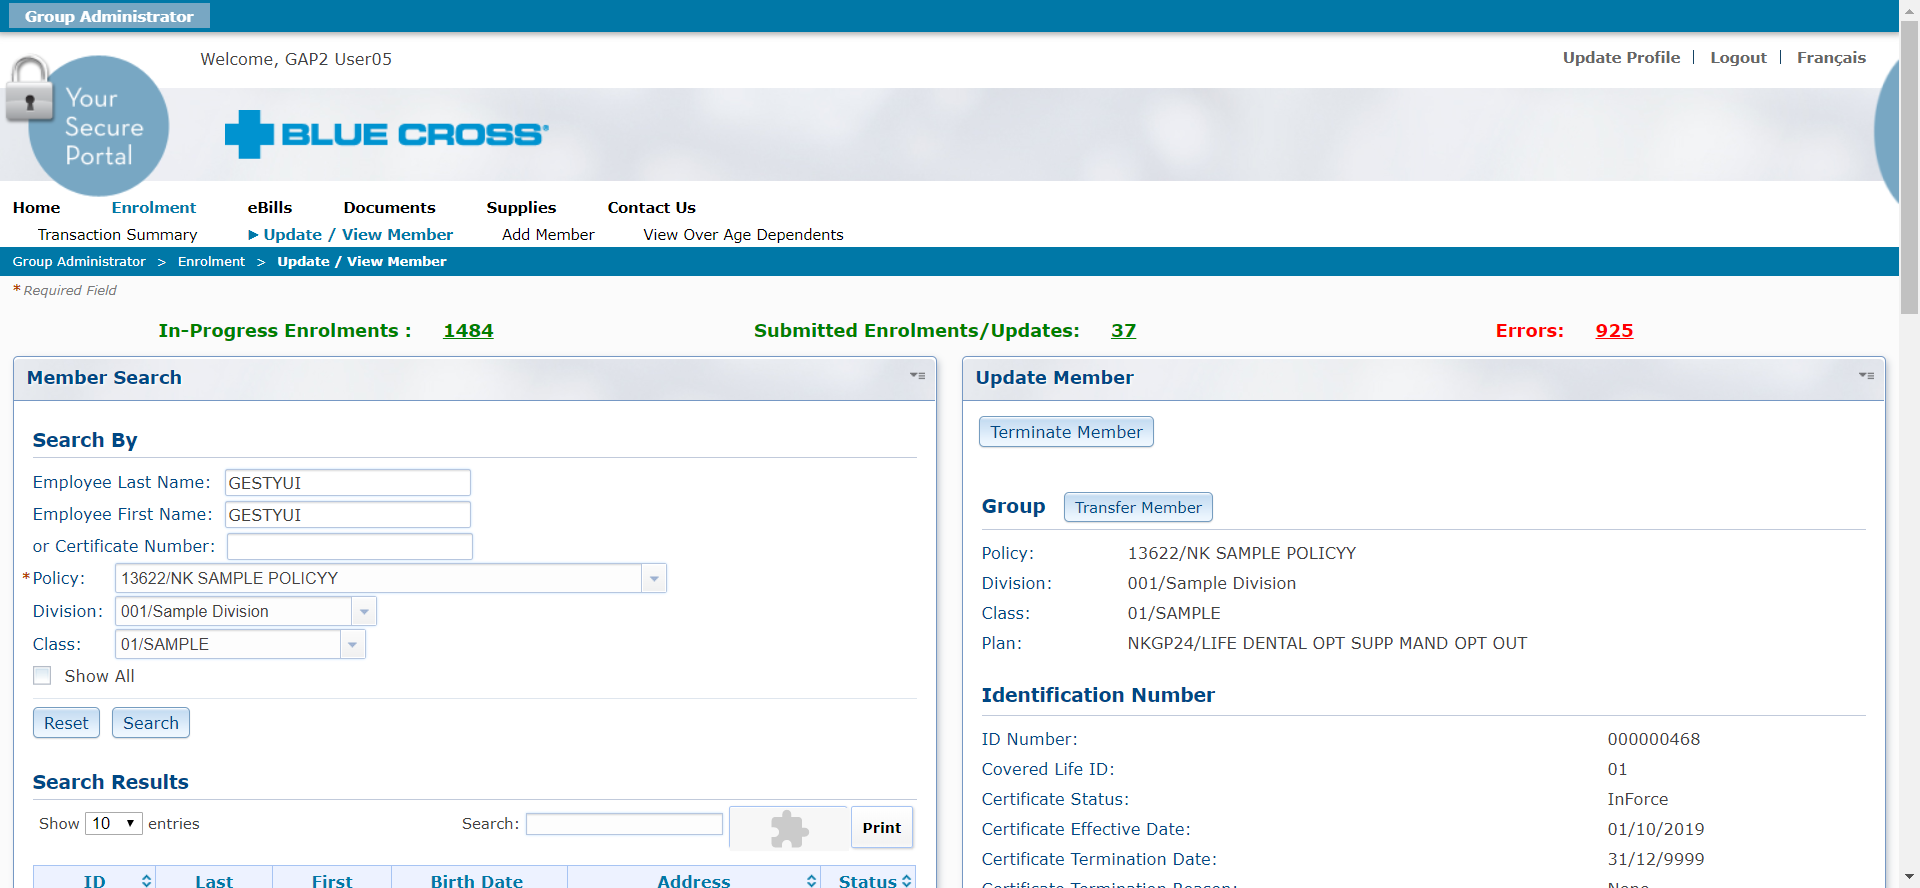 Group Administrator
Welcome, GAP2 User05
Update Profile | Logout | Français
Your
Secure
Portal
BLUE CROSS®
Home Enrolment eBills Documents Supplies Contact Us
Transaction Summary ▶ Update / View Member Add Member View Over Age Dependents
Group Administrator > Enrolment > Update / View Member
* Required Field
In-Progress Enrolments : 1484 Submitted Enrolments/Updates: 37 Errors: 925
Member Search
Search By
Employee Last Name: GESTYUI
Employee First Name: GESTYUI
or Certificate Number:
*Policy: 13622/NK SAMPLE POLICYY
Division: 001/Sample Division
Class: 01/SAMPLE
Show All
Reset Search
Search Results
Show 10 entries Search: Print
ID Last First Birth Date Address Status
Update Member
Terminate Member
Group Transfer Member
Policy: 13622/NK SAMPLE POLICYY
Division: 001/Sample Division
Class: 01/SAMPLE
Plan: NKGP24/LIFE DENTAL OPT SUPP MAND OPT OUT
Identification Number
ID Number: 000000468
Covered Life ID: 01
Certificate Status: InForce
Certificate Effective Date: 01/10/2019
Certificate Termination Date: 31/12/9999
Certificate Termination Reason: None